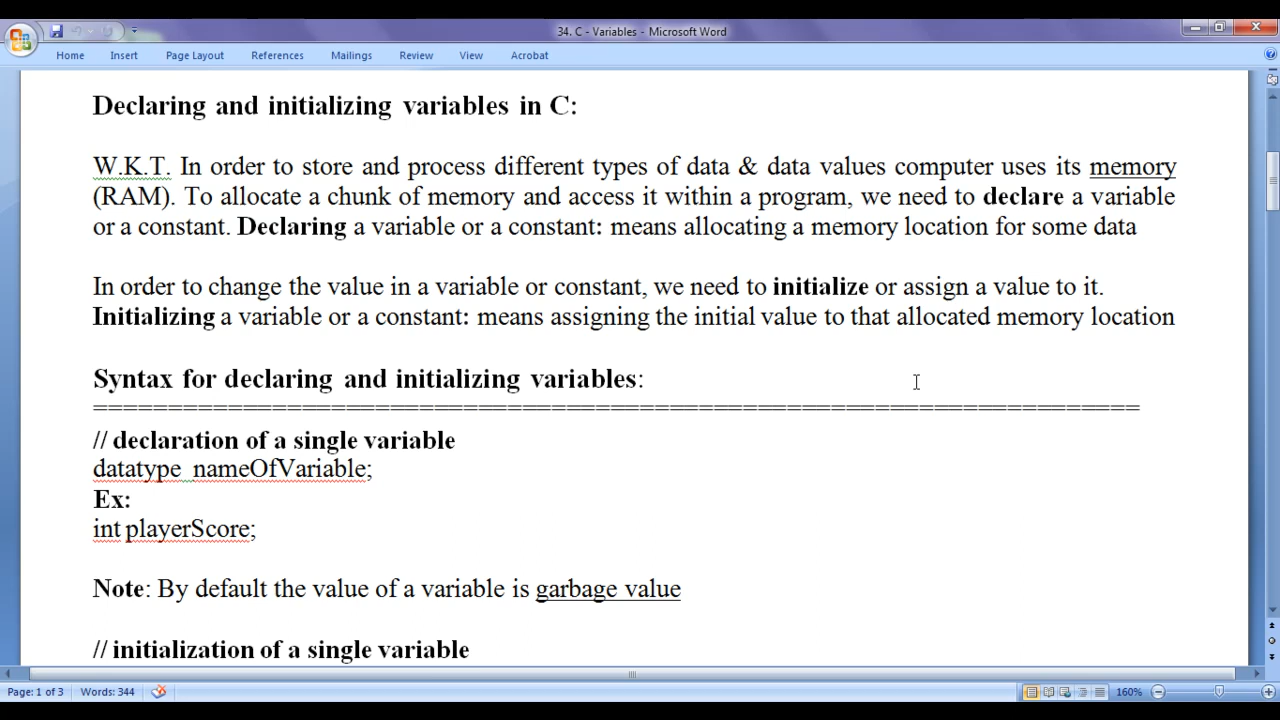 34. C - Variables - Microsoft Word
Home Insert Page Layout References Mailings Review View Acrobat
Declaring and initializing variables in C:
W.K.T. In order to store and process different types of data & data values computer uses its memory
(RAM). To allocate a chunk of memory and access it within a program, we need to declare a variable
or a constant. Declaring a variable or a constant: means allocating a memory location for some data
In order to change the value in a variable or constant, we need to initialize or assign a value to it.
Initializing a variable or a constant: means assigning the initial value to that allocated memory location
Syntax for declaring and initializing variables:
======================================================================
// declaration of a single variable
datatype nameOfVariable;
Ex:
int playerScore;
Note: By default the value of a variable is garbage value
// initialization of a single variable
Page: 1 of 3 Words: 344 160%